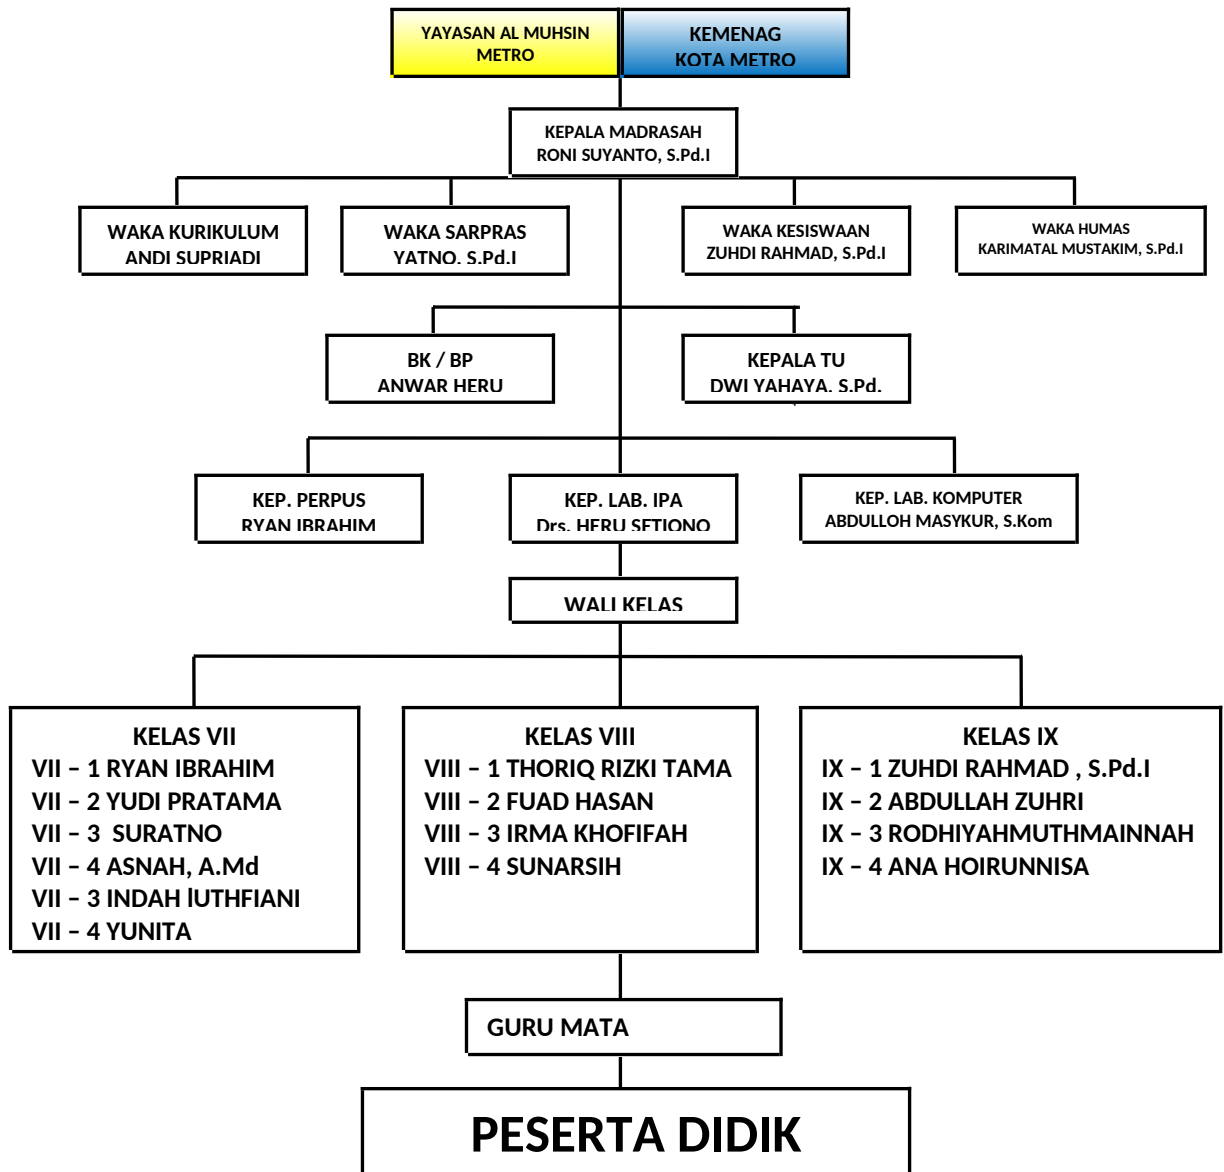 YAYASAN AL MUHSIN
METRO
KEMENAG
KOTA METRO
KEPALA MADRASAH
RONI SUYANTO, S.Pd.I
WAKA KURIKULUM
ANDI SUPRIADI
WAKA SARPRAS
YATNO, S.Pd.I
WAKA KESISWAAN
ZUHDI RAHMAD, S.Pd.I
WAKA HUMAS
KARIMATAL MUSTAKIM, S.Pd.I
BK / BP
ANWAR HERU
KEPALA TU
DWI YAHAYA, S.Pd.
KEP. PERPUS
RYAN IBRAHIM
KEP. LAB. IPA
Drs. HERU SETIONO
KEP. LAB. KOMPUTER
ABDULLOH MASYKUR, S.Kom
WALI KELAS
KELAS VII
VII – 1 RYAN IBRAHIM
VII – 2 YUDI PRATAMA
VII – 3 SURATNO
VII – 4 ASNAH, A.Md
VII – 3 INDAH lUTHFIANI
VII – 4 YUNITA
KELAS VIII
VIII – 1 THORIQ RIZKI TAMA
VIII – 2 FUAD HASAN
VIII – 3 IRMA KHOFIFAH
VIII – 4 SUNARSIH
KELAS IX
IX – 1 ZUHDI RAHMAD , S.Pd.I
IX – 2 ABDULLAH ZUHRI
IX – 3 RODHIYAHMUTHMAINNAH
IX – 4 ANA HOIRUNNISA
GURU MATA
PESERTA DIDIK